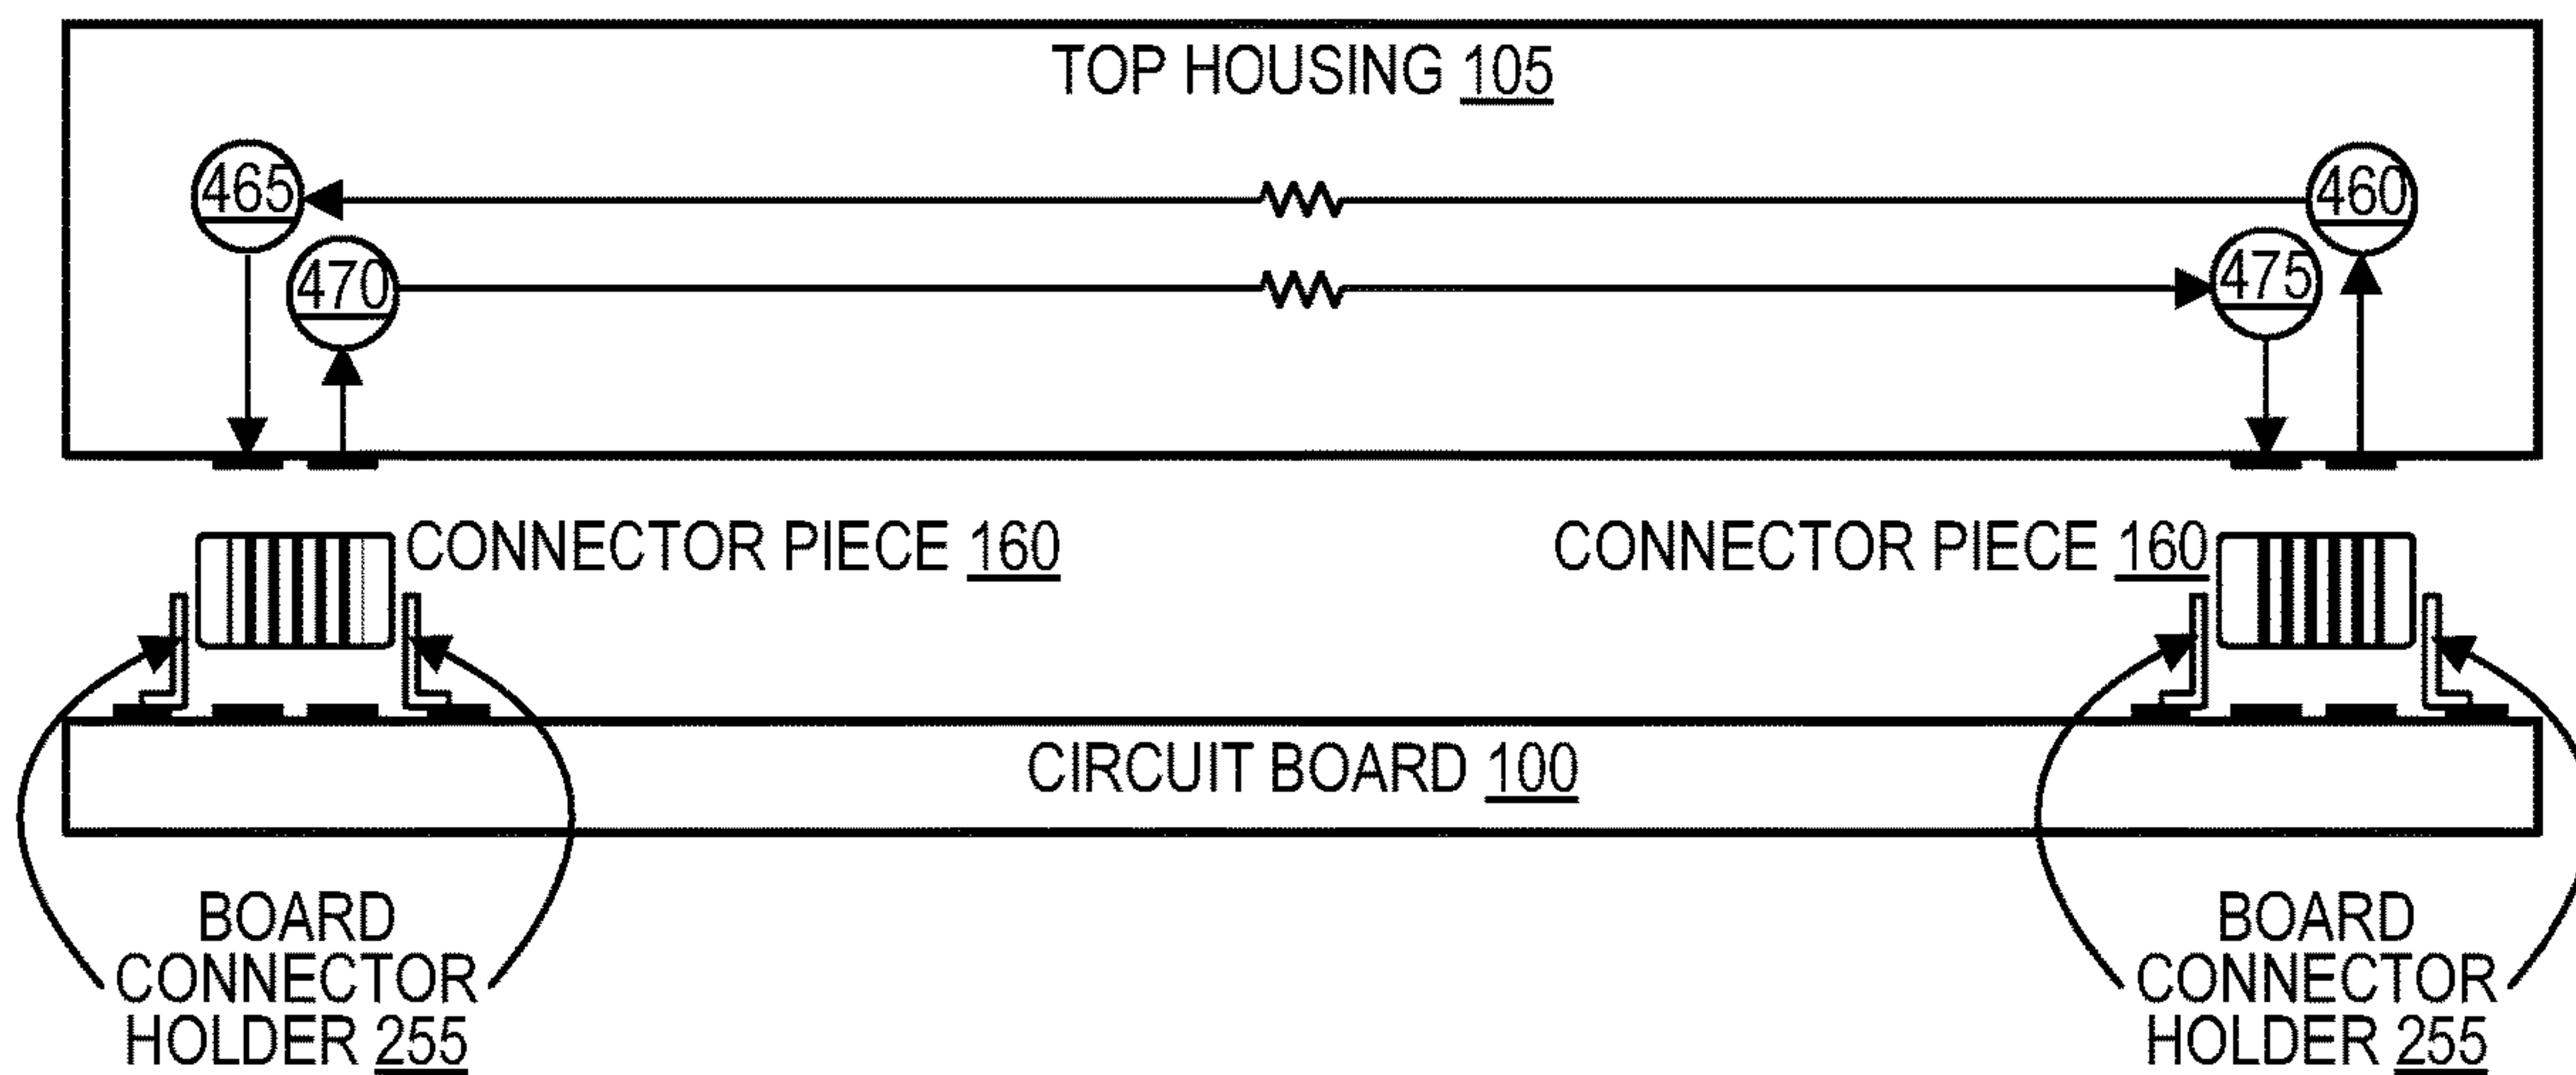 TOP HOUSING 105
465
460
470
475
CONNECTOR PIECE 160
CONNECTOR PIECE 160
CIRCUIT BOARD 100
BOARD
CONNECTOR
HOLDER 255
BOARD
CONNECTOR
HOLDER 255